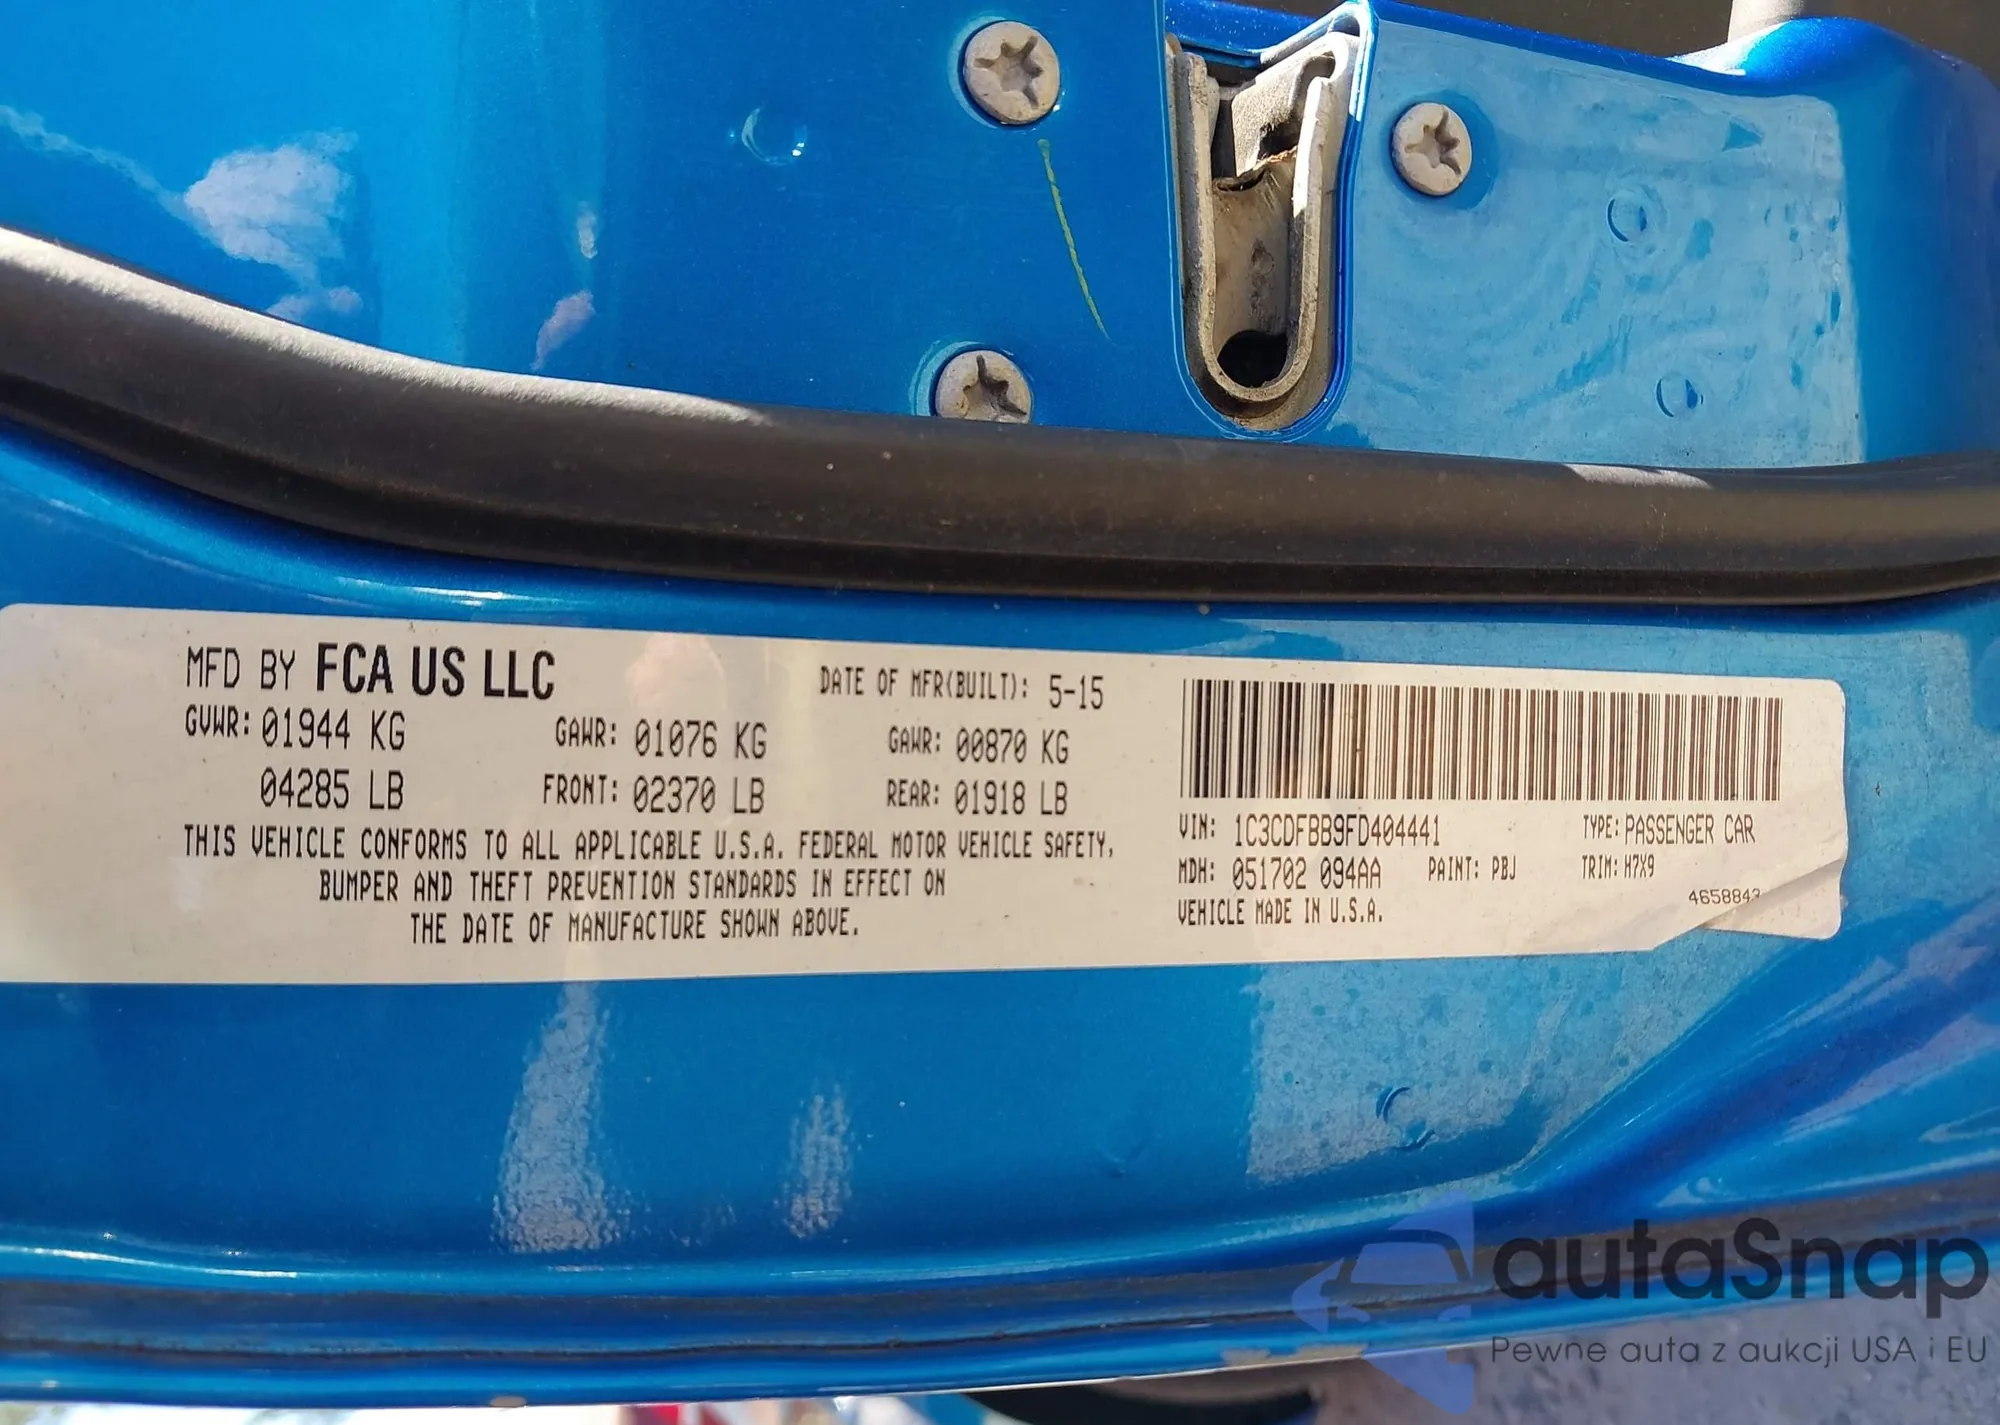 MFD BY FCA US LLC DATE OF MFR(BUILT): 5-15
GVWR: 01944 KG GAWR: 01076 KG GAWR: 00870 KG
04285 LB FRONT: 02370 LB REAR: 01918 LB
THIS VEHICLE CONFORMS TO ALL APPLICABLE U.S.A. FEDERAL MOTOR VEHICLE SAFETY,
BUMPER AND THEFT PREVENTION STANDARDS IN EFFECT ON
THE DATE OF MANUFACTURE SHOWN ABOVE.
VIN: 1C3CDFBB9FD404441 TYPE: PASSENGER CAR
MDH: 051702 094AA PAINT: PBJ TRIM: H7X9
4658843
VEHICLE MADE IN U.S.A.
autaSnap
Pewne auta z aukcji USA i EU